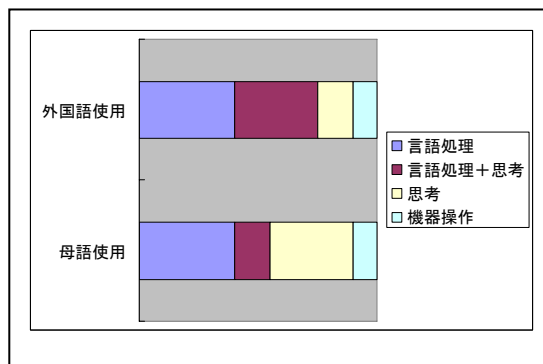 外国語使用
母語使用
言語処理
言語処理＋思考
思考
機器操作